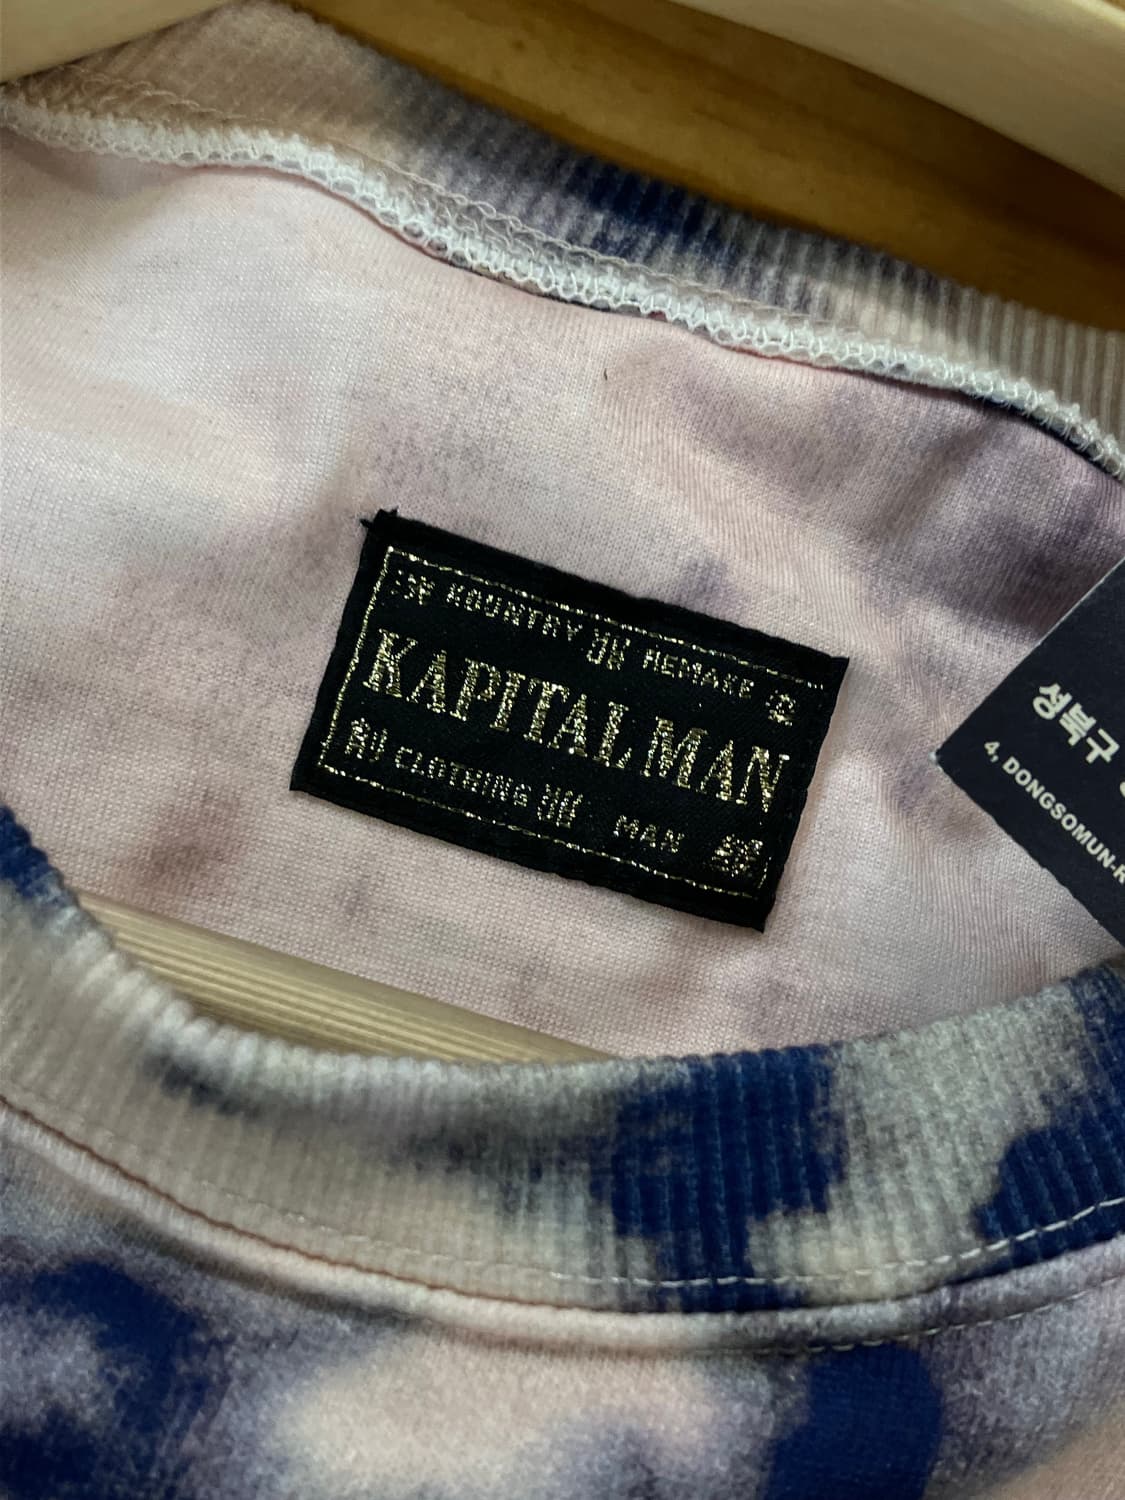 KOUNTRY REMAKE
KAPITAL MAN
CLOTHING MAN
성북구
4, DONGSOMUN-R